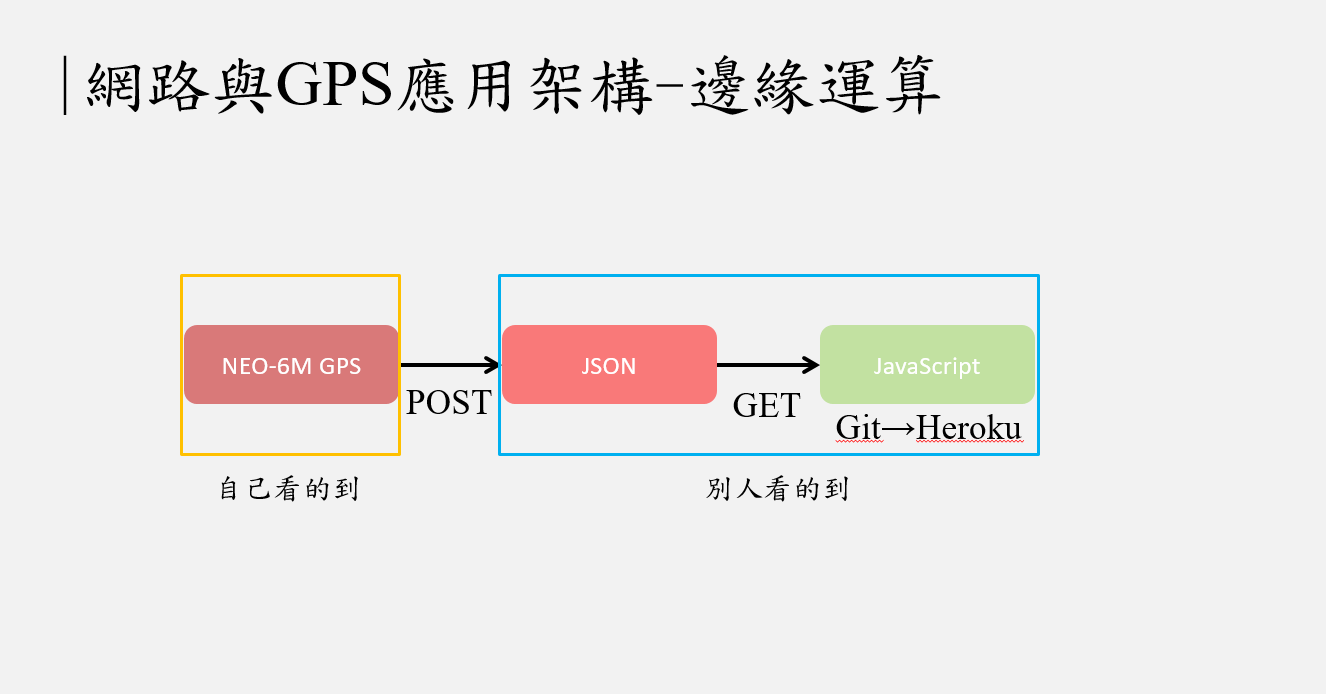 網路與GPS應用架構-邊緣運算
NEO-6M GPS
POST
JSON
GET
JavaScript
Git→Heroku
自己看的到
別人看的到